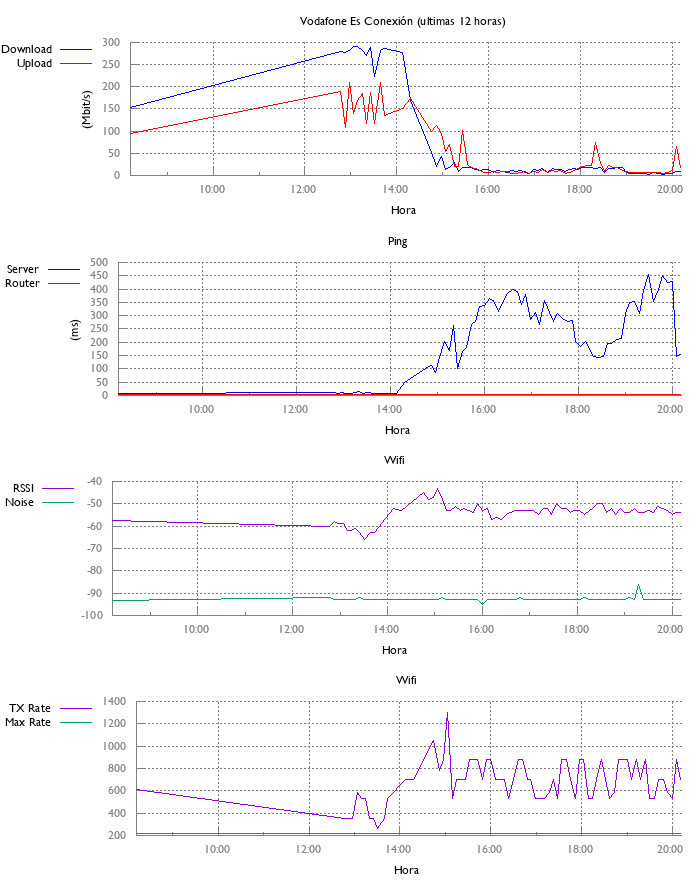 Vodafone Es Conexión (ultimas 12 horas)
Download
Upload
300
250
200
150
100
50
0
(Mbit/s)
10:00 12:00 14:00 16:00 18:00 20:00
Hora
Ping
Server
Router
500
450
400
350
300
250
200
150
100
50
0
(ms)
10:00 12:00 14:00 16:00 18:00 20:00
Hora
Wifi
RSSI
Noise
-40
-50
-60
-70
-80
-90
-100
10:00 12:00 14:00 16:00 18:00 20:00
Hora
Wifi
TX Rate
Max Rate
1400
1200
1000
800
600
400
200
10:00 12:00 14:00 16:00 18:00 20:00
Hora